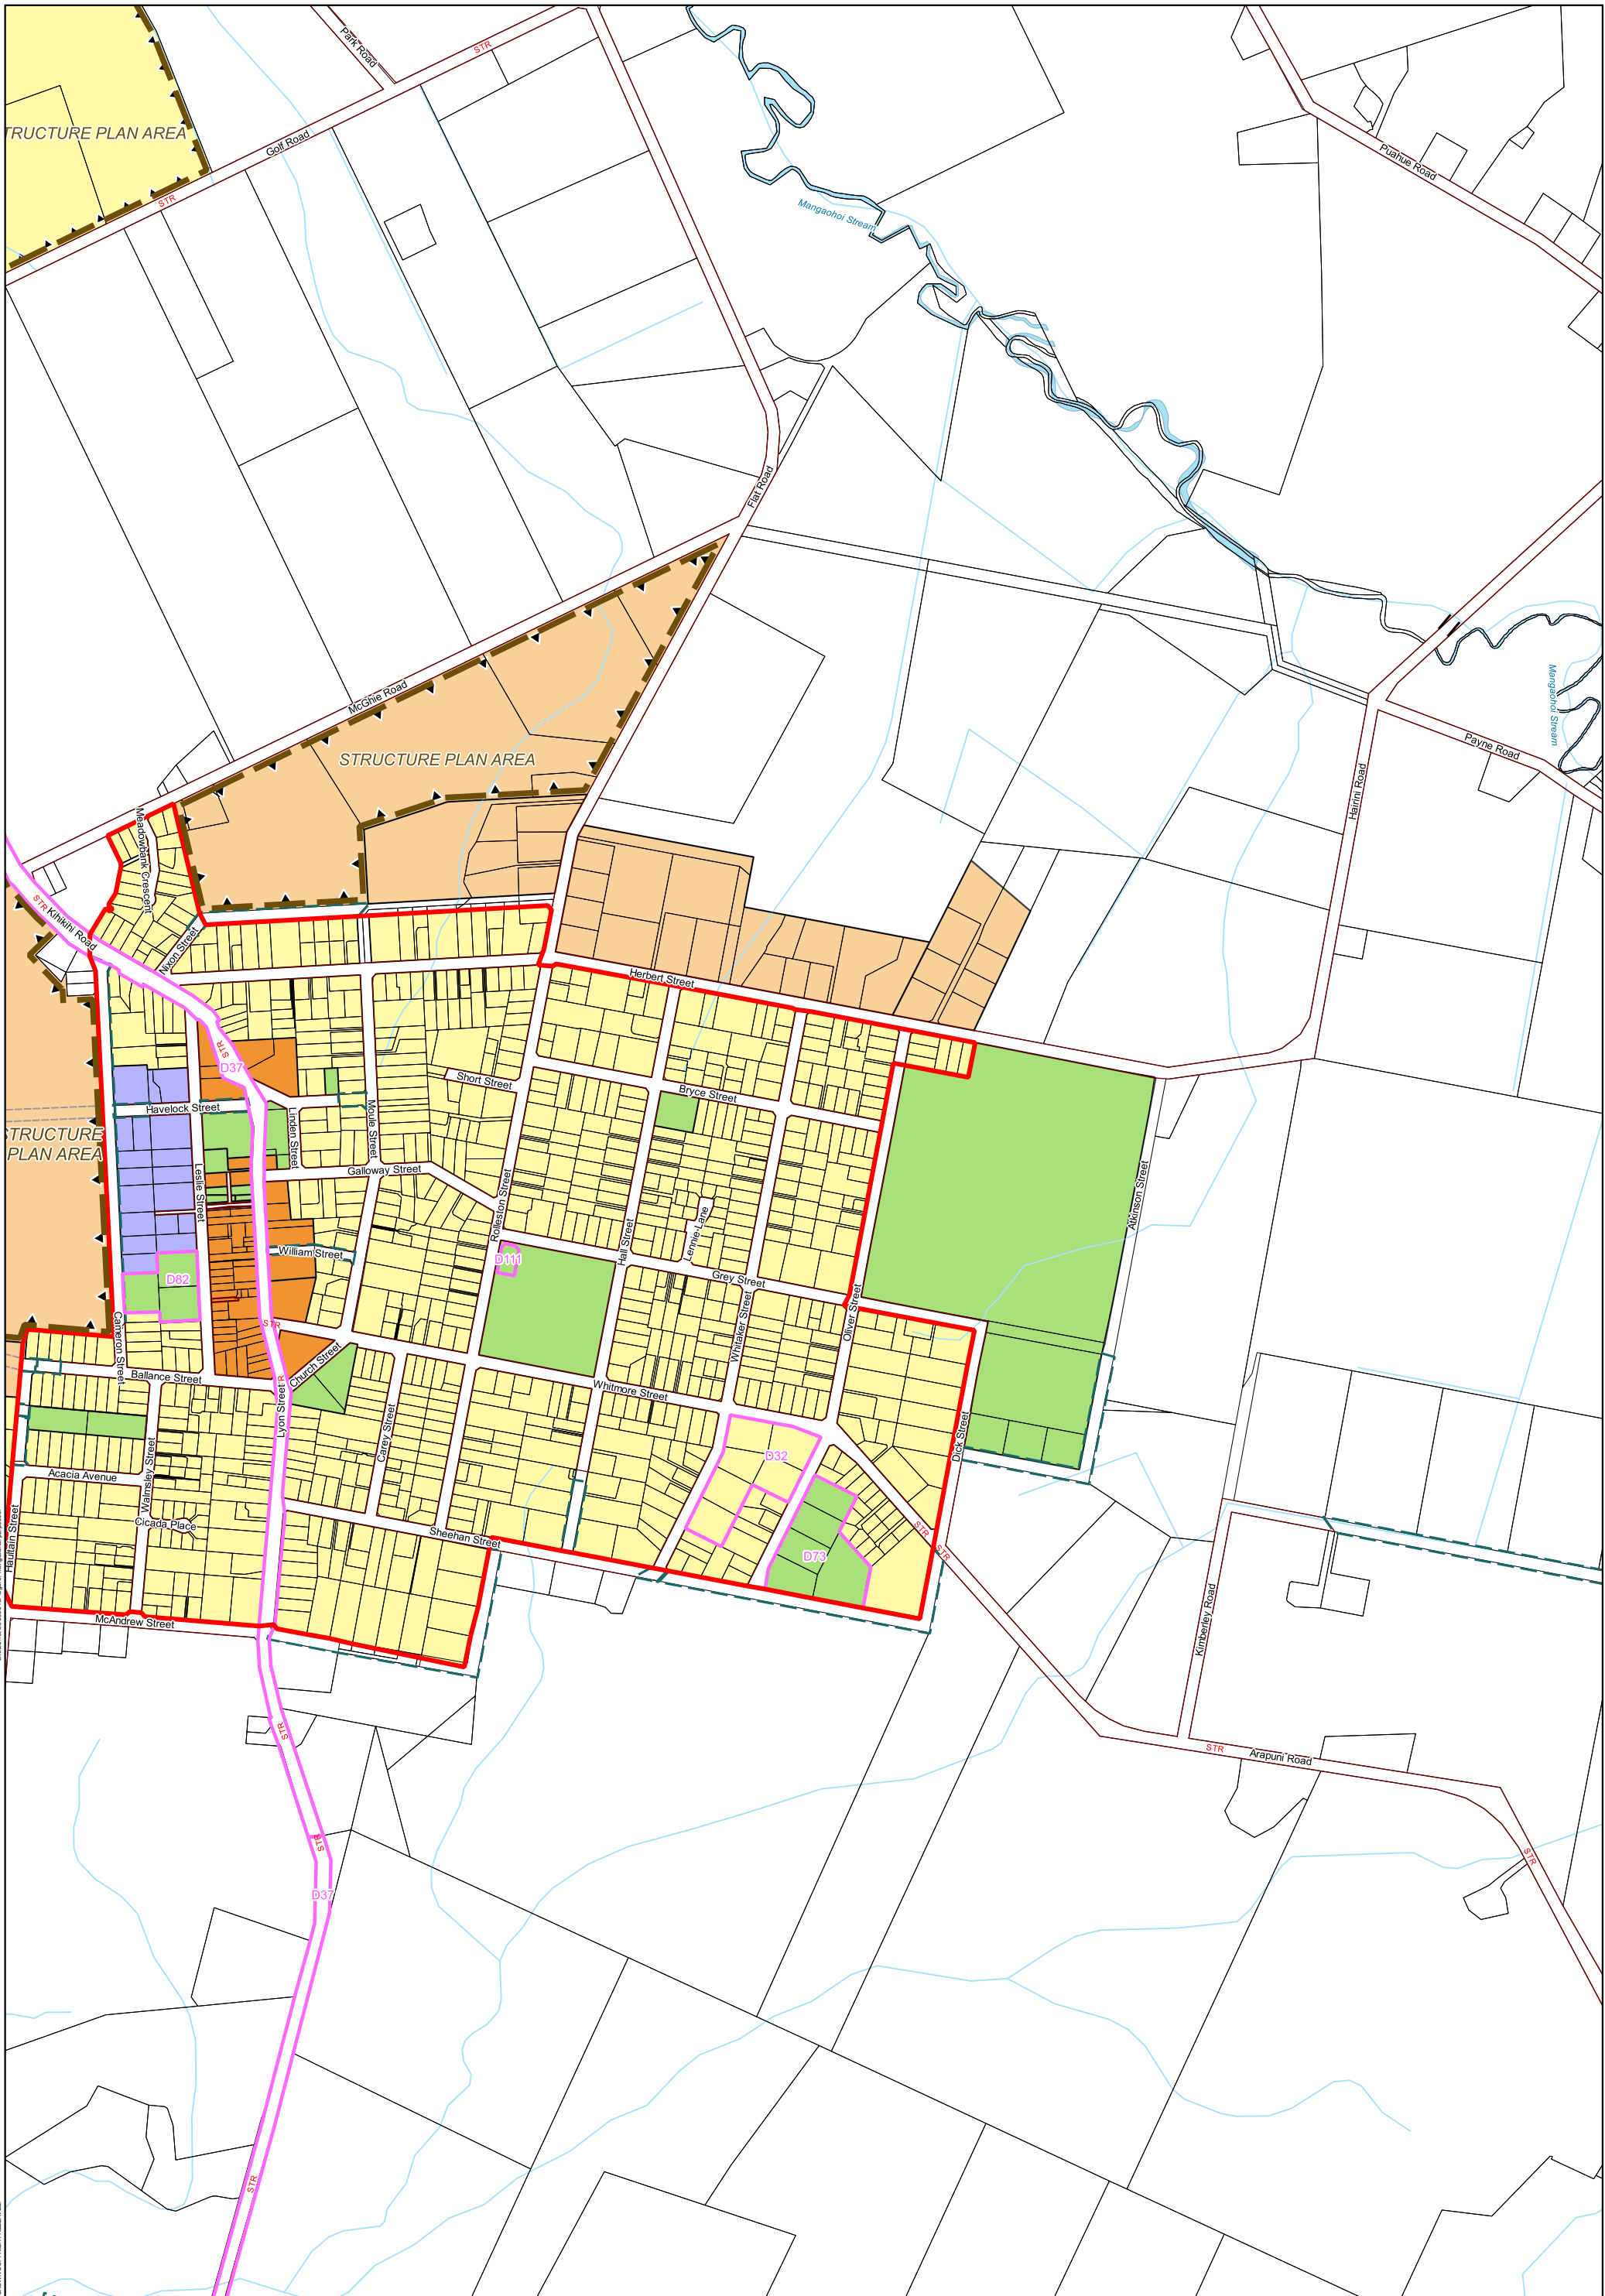 Park Road
STR
Puahue Road
TRUCTURE PLAN AREA
Golf Road
STR
Mangaohoi Stream
Flat Road
McGhie Road
STRUCTURE PLAN AREA
Mangaohoi Stream
Payne Road
Hairini Road
Meadowbank Crescent
STR
Kihikihi Road
Nixon Street
Herbert Street
STR
D37
Short Street
Bryce Street
Havelock Street
Linden Street
Moule Street
STRUCTURE
PLAN AREA
Galloway Street
Leslie Street
Rolleston Street
Atkinson Street
Hall Street
Lennie Lane
William Street
D111
D82
Grey Street
Oliver Street
Whitaker Street
STR
Cameron Street
Church Street
Ballance Street
STR
Lyon Street
Whitmore Street
Carey Street
Dick Street
D32
Walmsley Street
Acacia Avenue
Cicada Place
Haultain Street
Sheehan Street
STR
STR
D73
McAndrew Street
Kimberley Road
STR
STR
Arapuni Road
STR
STR
D37
STR